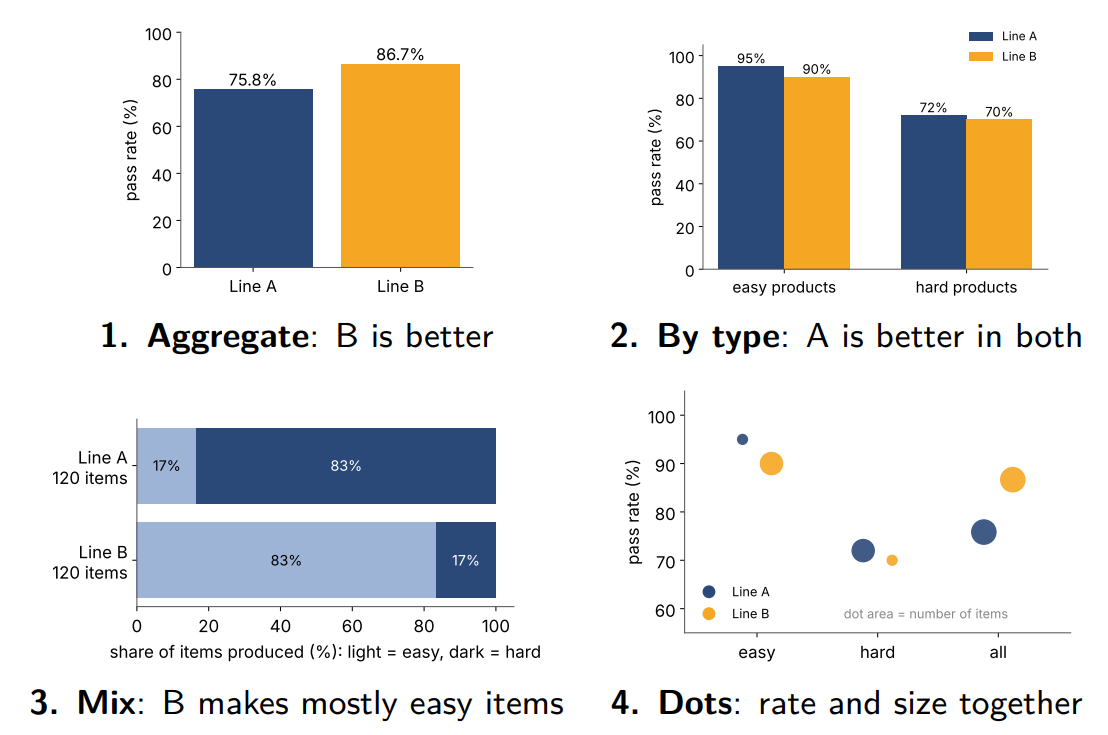 100
80
60
40
20
0
pass rate (%)
75.8%
86.7%
Line A
Line B
1. Aggregate: B is better
Line A
Line B
100
80
60
40
20
0
pass rate (%)
95%
90%
72%
70%
easy products
hard products
2. By type: A is better in both
Line A
120 items
17%
83%
Line B
120 items
83%
17%
0
20
40
60
80
100
share of items produced (%): light = easy, dark = hard
3. Mix: B makes mostly easy items
100
90
80
70
60
pass rate (%)
Line A
Line B
dot area = number of items
easy
hard
all
4. Dots: rate and size together